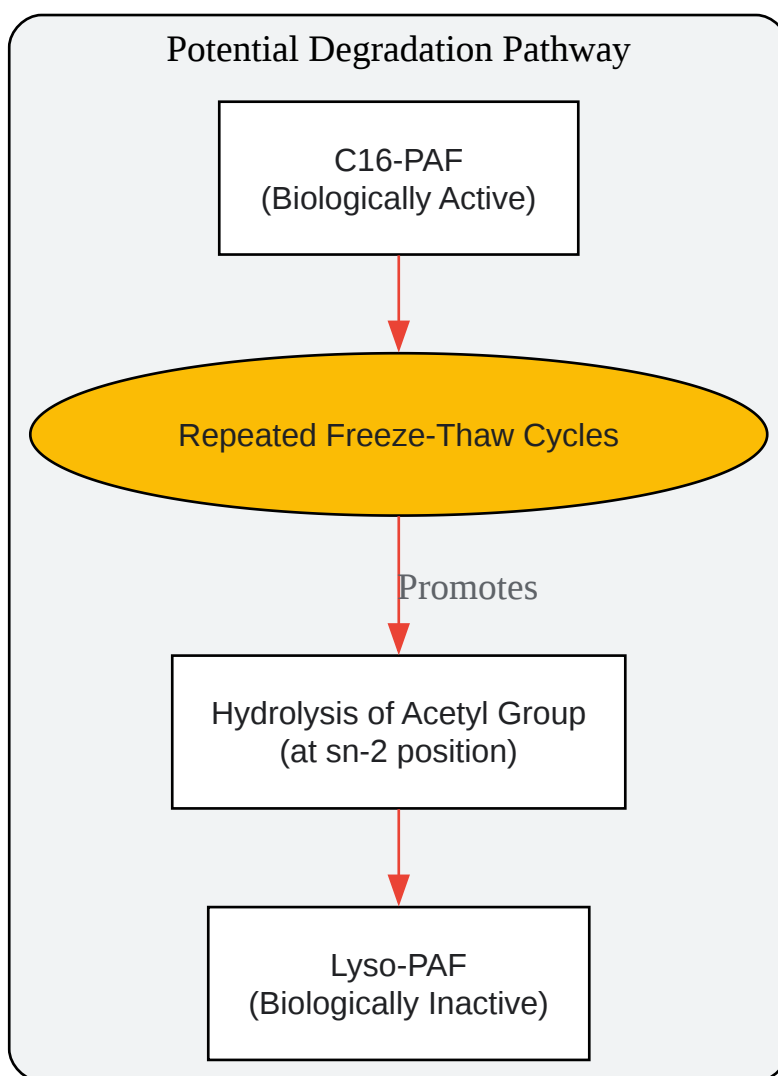 Potential Degradation Pathway
C16-PAF
(Biologically Active)
Repeated Freeze-Thaw Cycles
Promotes
Hydrolysis of Acetyl Group
(at sn-2 position)
Lyso-PAF
(Biologically Inactive)